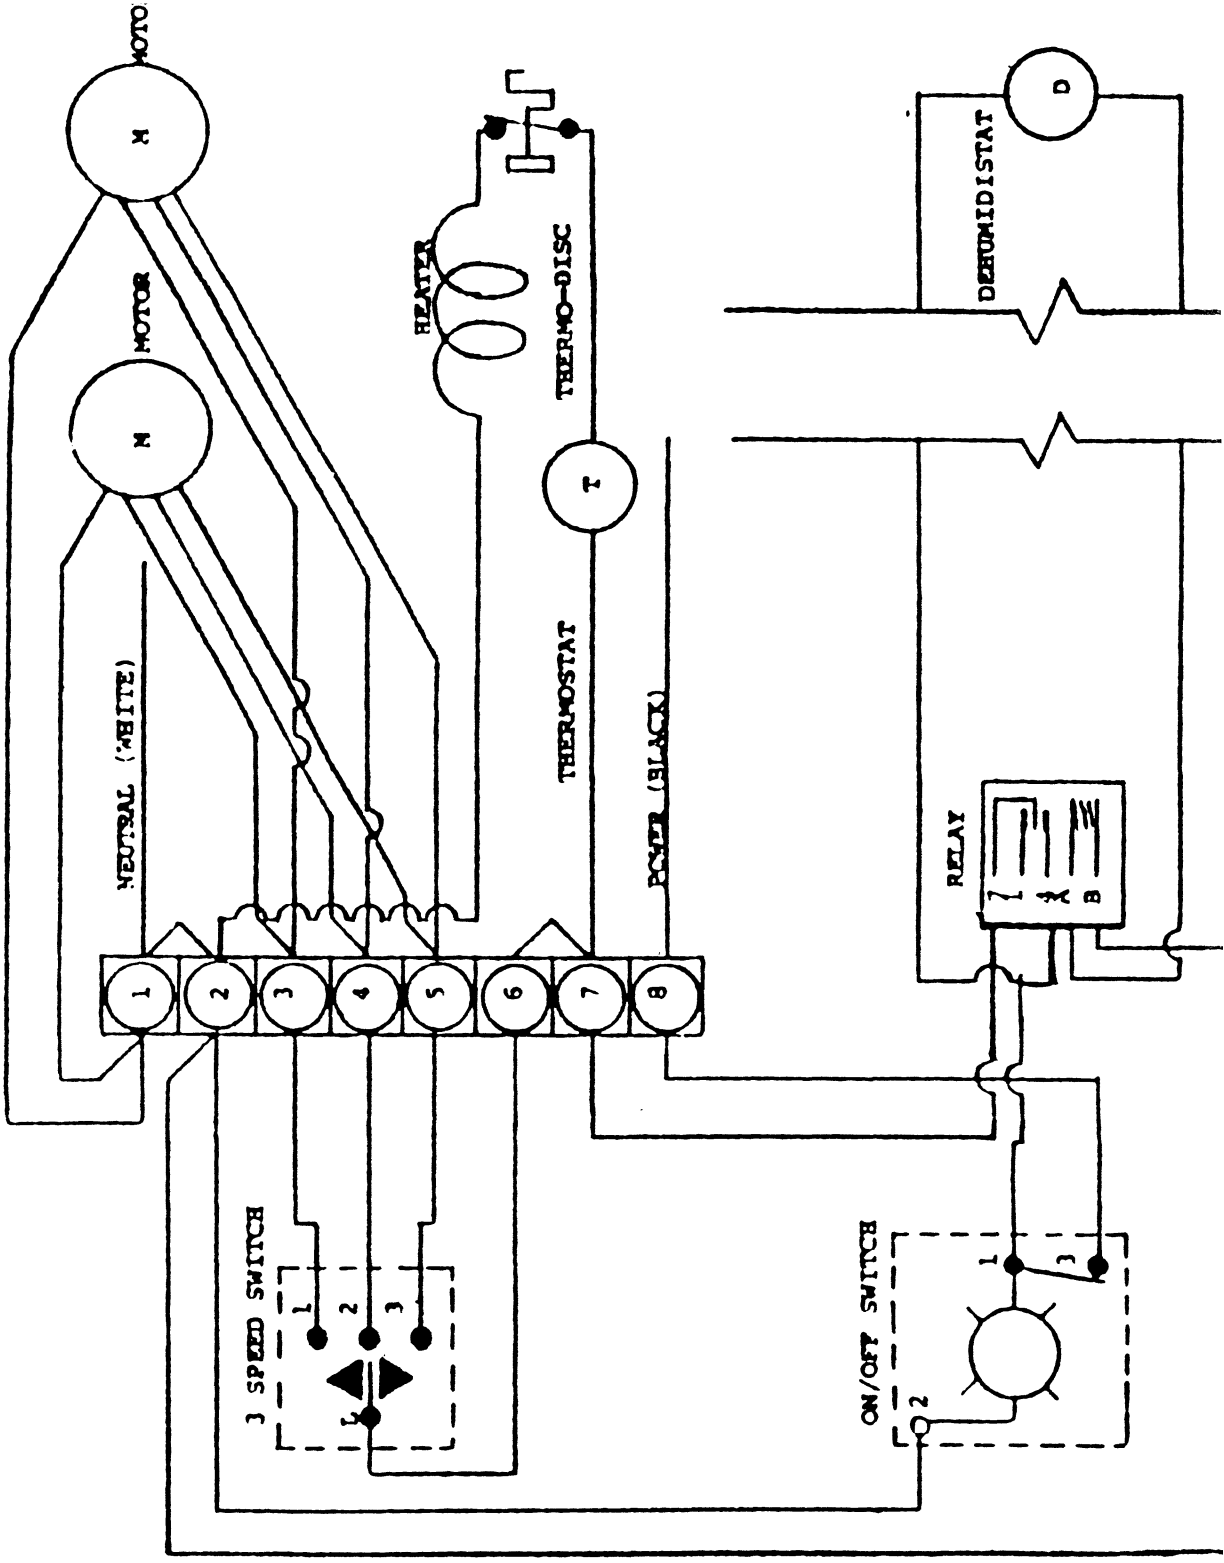 MOTO
M
MOTOR
M
NEUTRAL (WHITE)
HEATER
THERMO-DISC
T
THERMOSTAT
POWER (BLACK)
D
DEHUMIDISTAT
RELAY
A
B
1
2
3
4
5
6
7
8
3 SPEED SWITCH
1
2
3
L
ON/OFF SWITCH
1
3
2